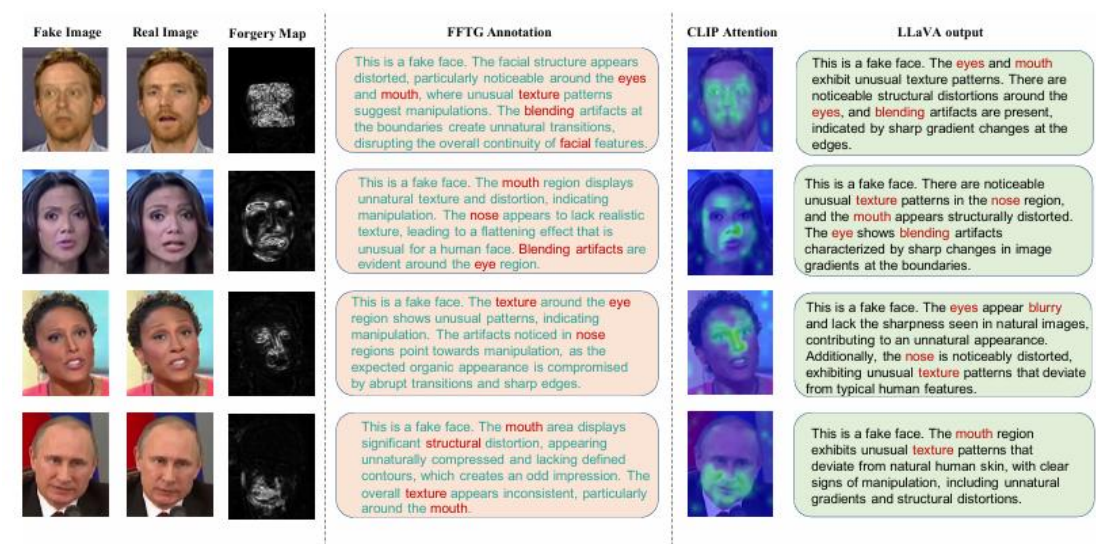 Fake Image
Real Image
Forgery Map
FFTG Annotation
CLIP Attention
LLaVA output
This is a fake face. The facial structure appears
distorted, particularly noticeable around the eyes
and mouth, where unusual texture patterns
suggest manipulations. The blending artifacts at
the boundaries create unnatural transitions,
disrupting the overall continuity of facial features.
This is a fake face. The eyes and mouth
exhibit unusual texture patterns. There are
noticeable structural distortions around the
eyes, and blending artifacts are present,
indicated by sharp gradient changes at the
edges.
This is a fake face. The mouth region displays
unnatural texture and distortion, indicating
manipulation. The nose appears to lack realistic
texture, leading to a flattening effect that is
unusual for a human face. Blending artifacts are
evident around the eye region.
This is a fake face. There are noticeable
unusual texture patterns in the nose region,
and the mouth appears structurally distorted.
The eye shows blending artifacts
characterized by sharp changes in image
gradients at the boundaries.
This is a fake face. The texture around the eye
region shows unusual patterns, indicating
manipulation. The artifacts noticed in nose
regions point towards manipulation, as the
expected organic appearance is compromised
by abrupt transitions and sharp edges.
This is a fake face. The eyes appear blurry
and lack the sharpness seen in natural images,
contributing to an unnatural appearance.
Additionally, the nose is noticeably distorted,
exhibiting unusual texture patterns that deviate
from typical human features.
This is a fake face. The mouth area displays
significant structural distortion, appearing
unnaturally compressed and lacking defined
contours, which creates an odd impression. The
overall texture appears inconsistent, particularly
around the mouth.
This is a fake face. The mouth region
exhibits unusual texture patterns that
deviate from natural human skin, with clear
signs of manipulation, including unnatural
gradients and structural distortions.